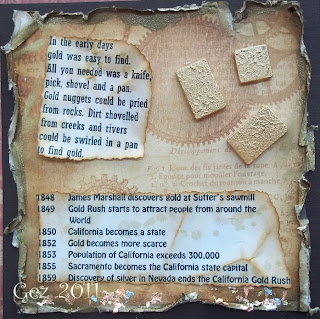 In the early days
gold was easy to find.
All you needed was a knife,
pick, shovel and a pan.
Gold nuggets could be pried
from rocks. Dirt shovelled
from creeks and rivers
could be swirled in a pan
to find gold.
1848 James Marshall discovers gold at Sutter's sawmill
1849 Gold Rush starts to attract people from around the
World
1850 California becomes a state
1852 Gold becomes more scarce
1853 Population of California exceeds 300,000
1855 Sacramento becomes the California state capital
1859 Discovery of silver in Nevada ends the California Gold Rush
Gez 2011